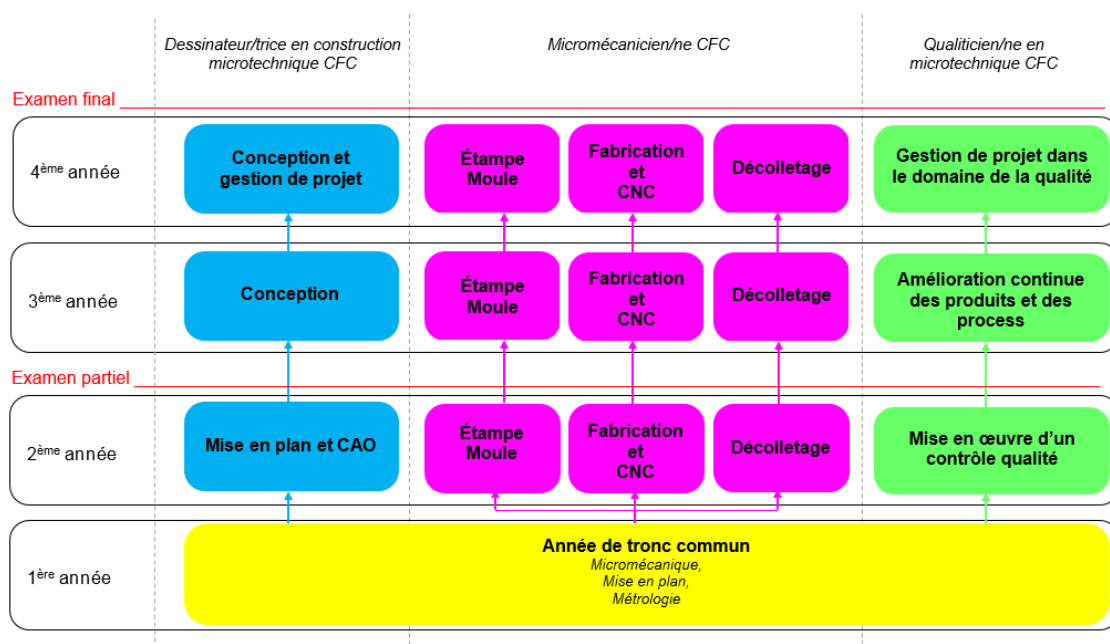 Dessinateur/trice en construction
microtechnique CFC
Micromécanicien/ne CFC
Qualiticien/ne en
microtechnique CFC
Examen final
4ème année
Conception et
gestion de projet
Étampe
Moule
Fabrication
et
CNC
Décolletage
Gestion de projet dans
le domaine de la qualité
3ème année
Conception
Étampe
Moule
Fabrication
et
CNC
Décolletage
Amélioration continue
des produits et des
process
Examen partiel
2ème année
Mise en plan et CAO
Étampe
Moule
Fabrication
et
CNC
Décolletage
Mise en œuvre d’un
contrôle qualité
1ère année
Année de tronc commun
Micromécanique,
Mise en plan,
Métrologie